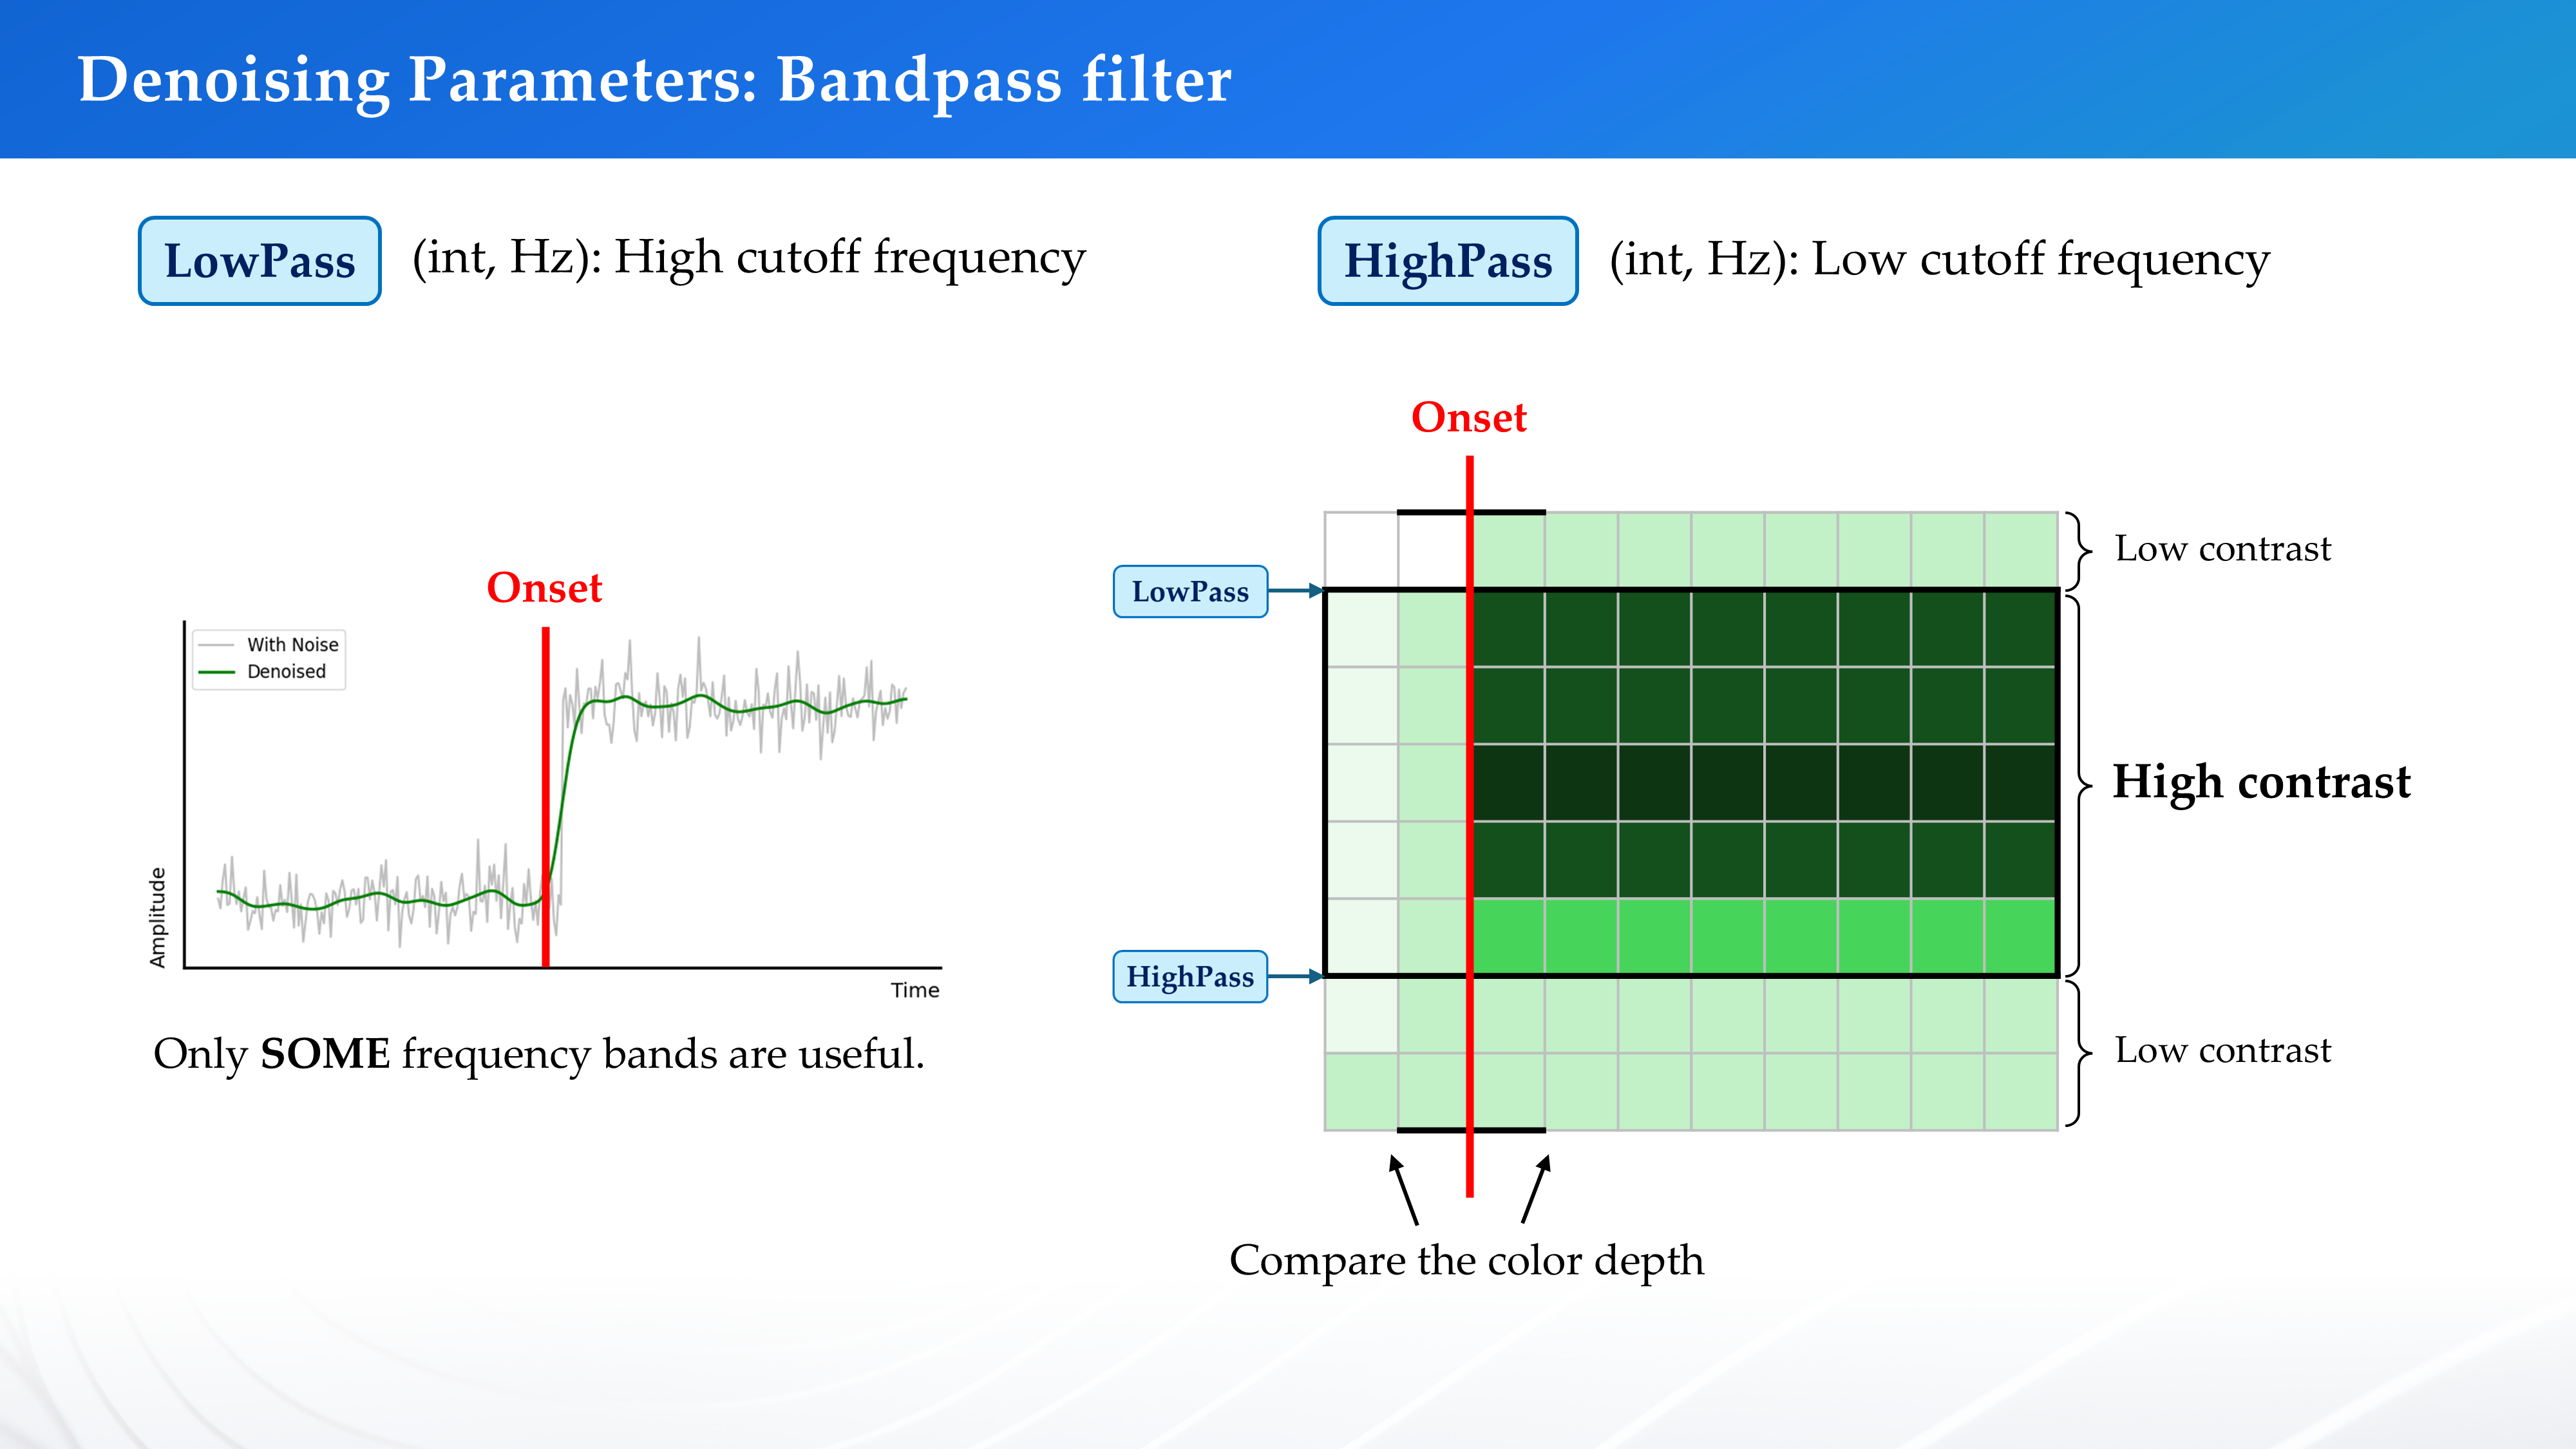 Denoising Parameters: Bandpass filter
LowPass (int, Hz): High cutoff frequency
HighPass (int, Hz): Low cutoff frequency
Onset
With Noise
Denoised
Amplitude
Time
Only SOME frequency bands are useful.
Onset
LowPass
HighPass
Low contrast
High contrast
Low contrast
Compare the color depth